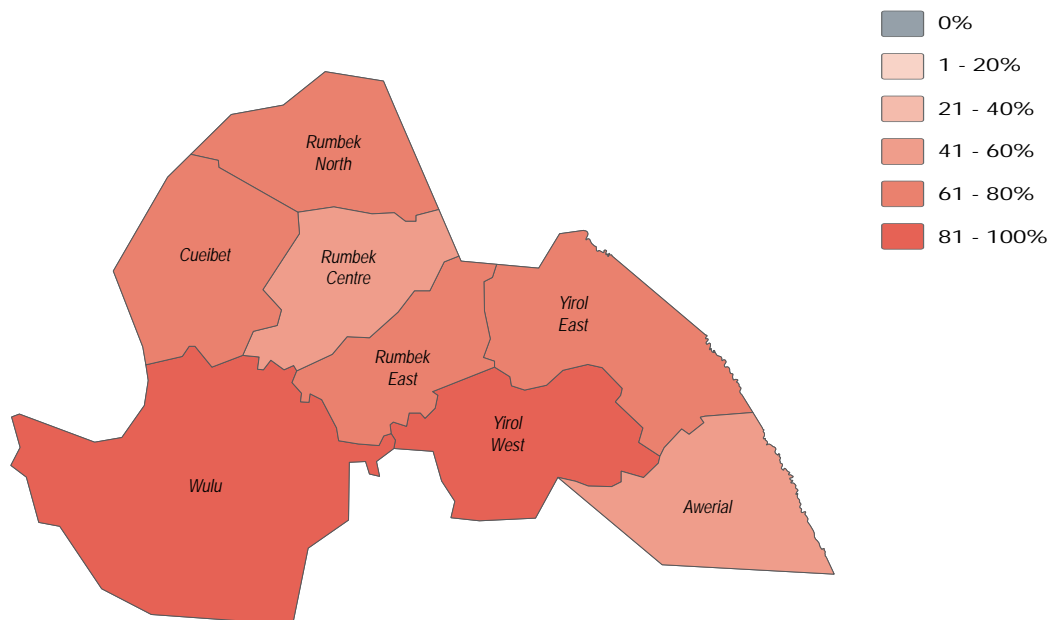 0%
1 - 20%
21 - 40%
41 - 60%
61 - 80%
81 - 100%
Rumbek
North
Cueibet
Rumbek
Centre
Yirol
East
Rumbek
East
Yirol
West
Wulu
Awerial